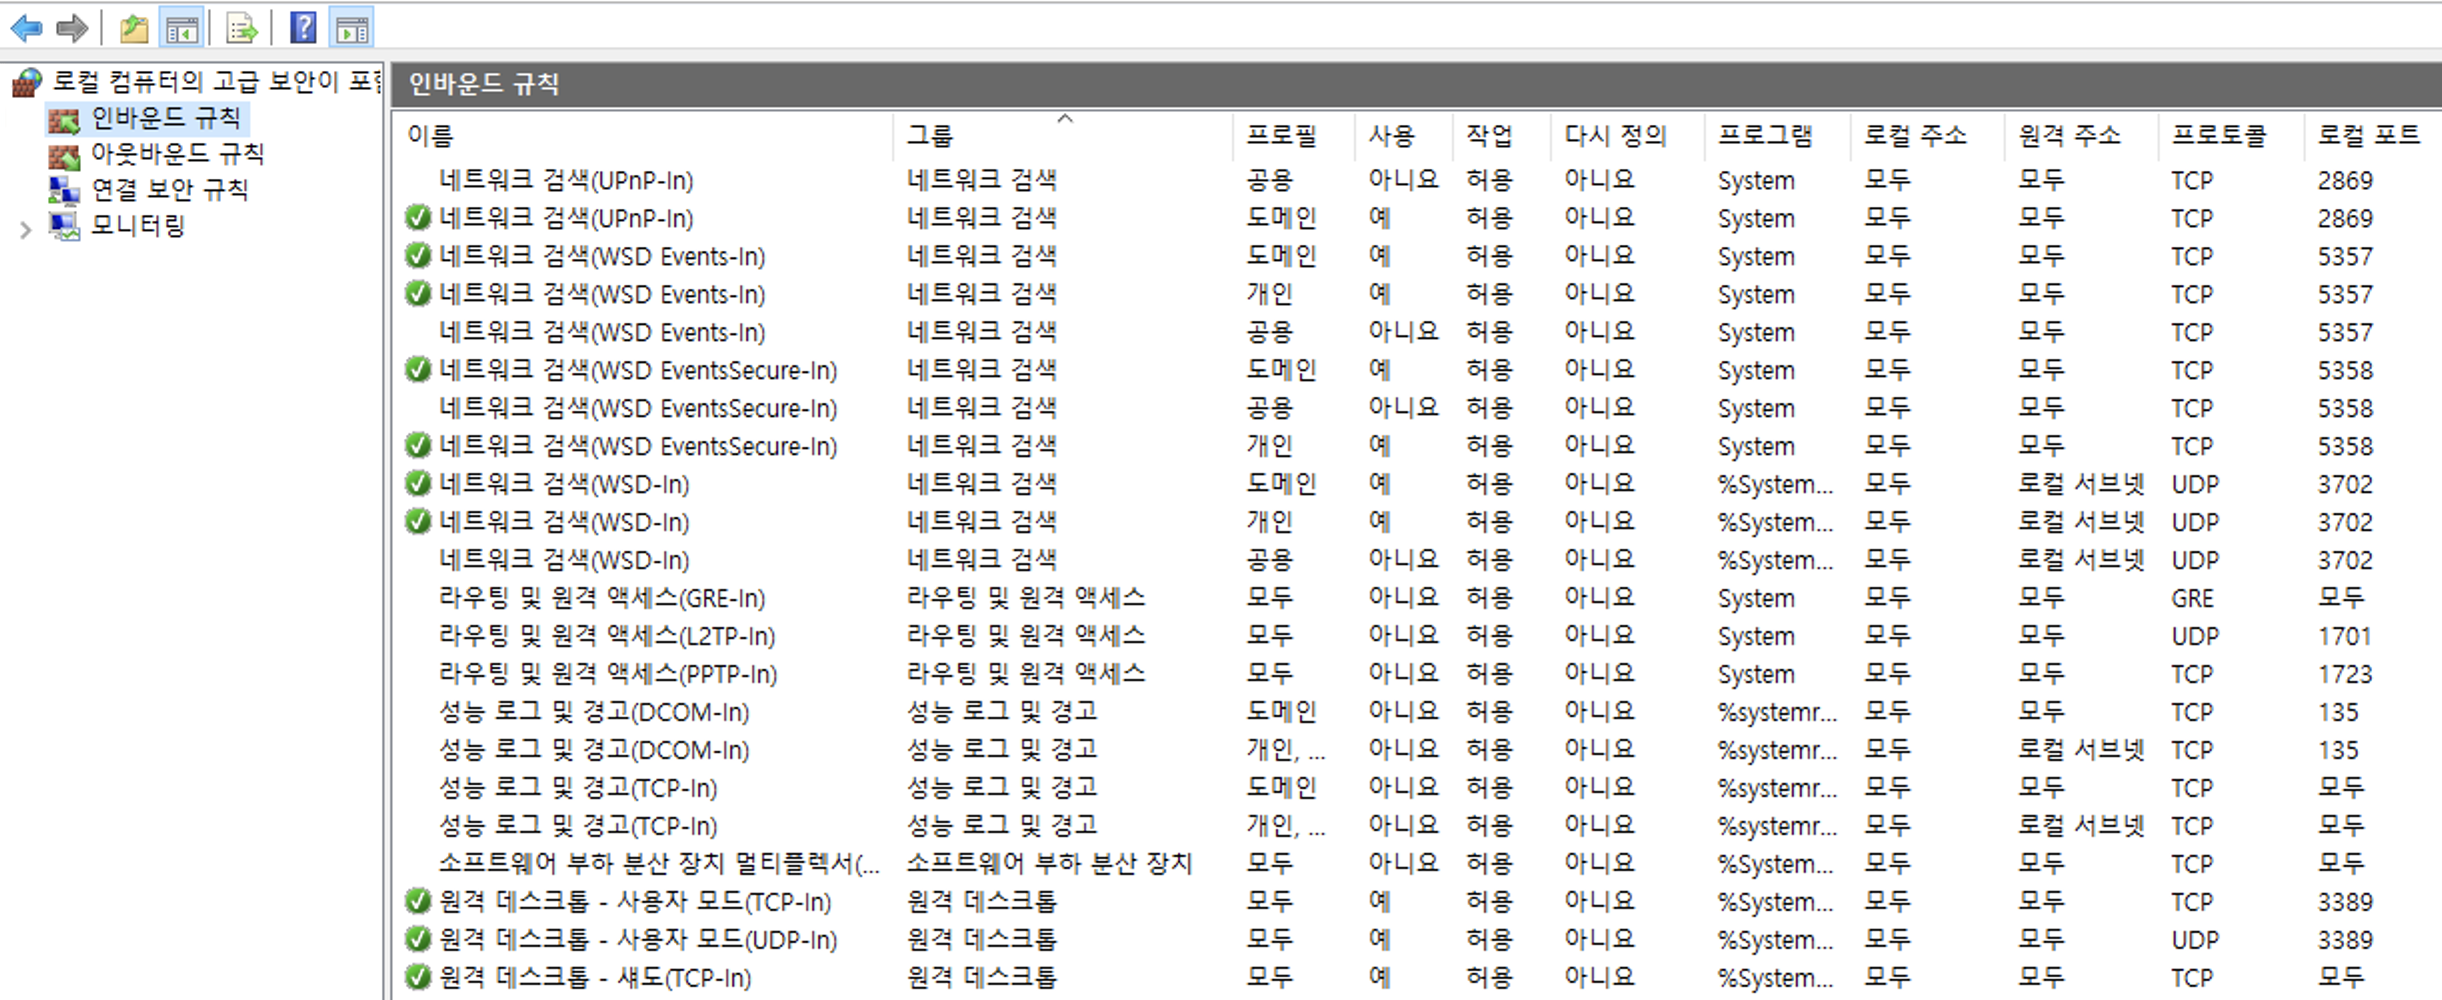 로컬 컴퓨터의 고급 보안이 포함
인바운드 규칙
아웃바운드 규칙
연결 보안 규칙
모니터링
인바운드 규칙
이름 그룹 프로필 사용 작업 다시 정의 프로그램 로컬 주소 원격 주소 프로토콜 로컬 포트
네트워크 검색(UPnP-In) 네트워크 검색 공용 아니요 허용 아니요 System 모두 모두 TCP 2869
네트워크 검색(UPnP-In) 네트워크 검색 도메인 예 허용 아니요 System 모두 모두 TCP 2869
네트워크 검색(WSD Events-In) 네트워크 검색 도메인 예 허용 아니요 System 모두 모두 TCP 5357
네트워크 검색(WSD Events-In) 네트워크 검색 개인 예 허용 아니요 System 모두 모두 TCP 5357
네트워크 검색(WSD Events-In) 네트워크 검색 공용 아니요 허용 아니요 System 모두 모두 TCP 5357
네트워크 검색(WSD EventsSecure-In) 네트워크 검색 도메인 예 허용 아니요 System 모두 모두 TCP 5358
네트워크 검색(WSD EventsSecure-In) 네트워크 검색 공용 아니요 허용 아니요 System 모두 모두 TCP 5358
네트워크 검색(WSD EventsSecure-In) 네트워크 검색 개인 예 허용 아니요 System 모두 모두 TCP 5358
네트워크 검색(WSD-In) 네트워크 검색 도메인 예 허용 아니요 %System... 모두 로컬 서브넷 UDP 3702
네트워크 검색(WSD-In) 네트워크 검색 개인 예 허용 아니요 %System... 모두 로컬 서브넷 UDP 3702
네트워크 검색(WSD-In) 네트워크 검색 공용 아니요 허용 아니요 %System... 모두 로컬 서브넷 UDP 3702
라우팅 및 원격 액세스(GRE-In) 라우팅 및 원격 액세스 모두 아니요 허용 아니요 System 모두 모두 GRE 모두
라우팅 및 원격 액세스(L2TP-In) 라우팅 및 원격 액세스 모두 아니요 허용 아니요 System 모두 모두 UDP 1701
라우팅 및 원격 액세스(PPTP-In) 라우팅 및 원격 액세스 모두 아니요 허용 아니요 System 모두 모두 TCP 1723
성능 로그 및 경고(DCOM-In) 성능 로그 및 경고 도메인 아니요 허용 아니요 %systemr... 모두 모두 TCP 135
성능 로그 및 경고(DCOM-In) 성능 로그 및 경고 개인, ... 아니요 허용 아니요 %systemr... 모두 로컬 서브넷 TCP 135
성능 로그 및 경고(TCP-In) 성능 로그 및 경고 도메인 아니요 허용 아니요 %systemr... 모두 모두 TCP 모두
성능 로그 및 경고(TCP-In) 성능 로그 및 경고 개인, ... 아니요 허용 아니요 %systemr... 모두 로컬 서브넷 TCP 모두
소프트웨어 부하 분산 장치 멀티플렉서(... 소프트웨어 부하 분산 장치 모두 아니요 허용 아니요 %System... 모두 모두 TCP 모두
원격 데스크톱 - 사용자 모드(TCP-In) 원격 데스크톱 모두 예 허용 아니요 %System... 모두 모두 TCP 3389
원격 데스크톱 - 사용자 모드(UDP-In) 원격 데스크톱 모두 예 허용 아니요 %System... 모두 모두 UDP 3389
원격 데스크톱 - 섀도(TCP-In) 원격 데스크톱 모두 예 허용 아니요 %System... 모두 모두 TCP 모두